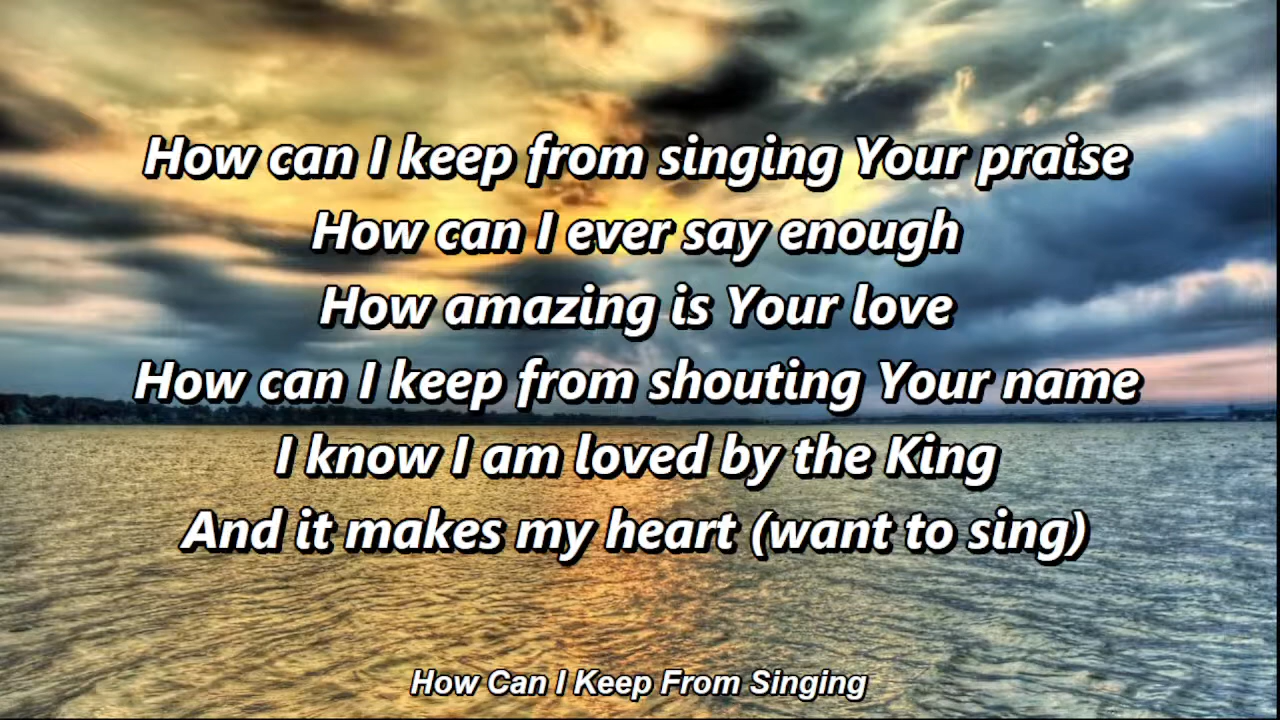 How can I keep from singing Your praise
How can I ever say enough
How amazing is Your love
How can I keep from shouting Your name
I know I am loved by the King
And it makes my heart (want to sing)
How Can I Keep From Singing